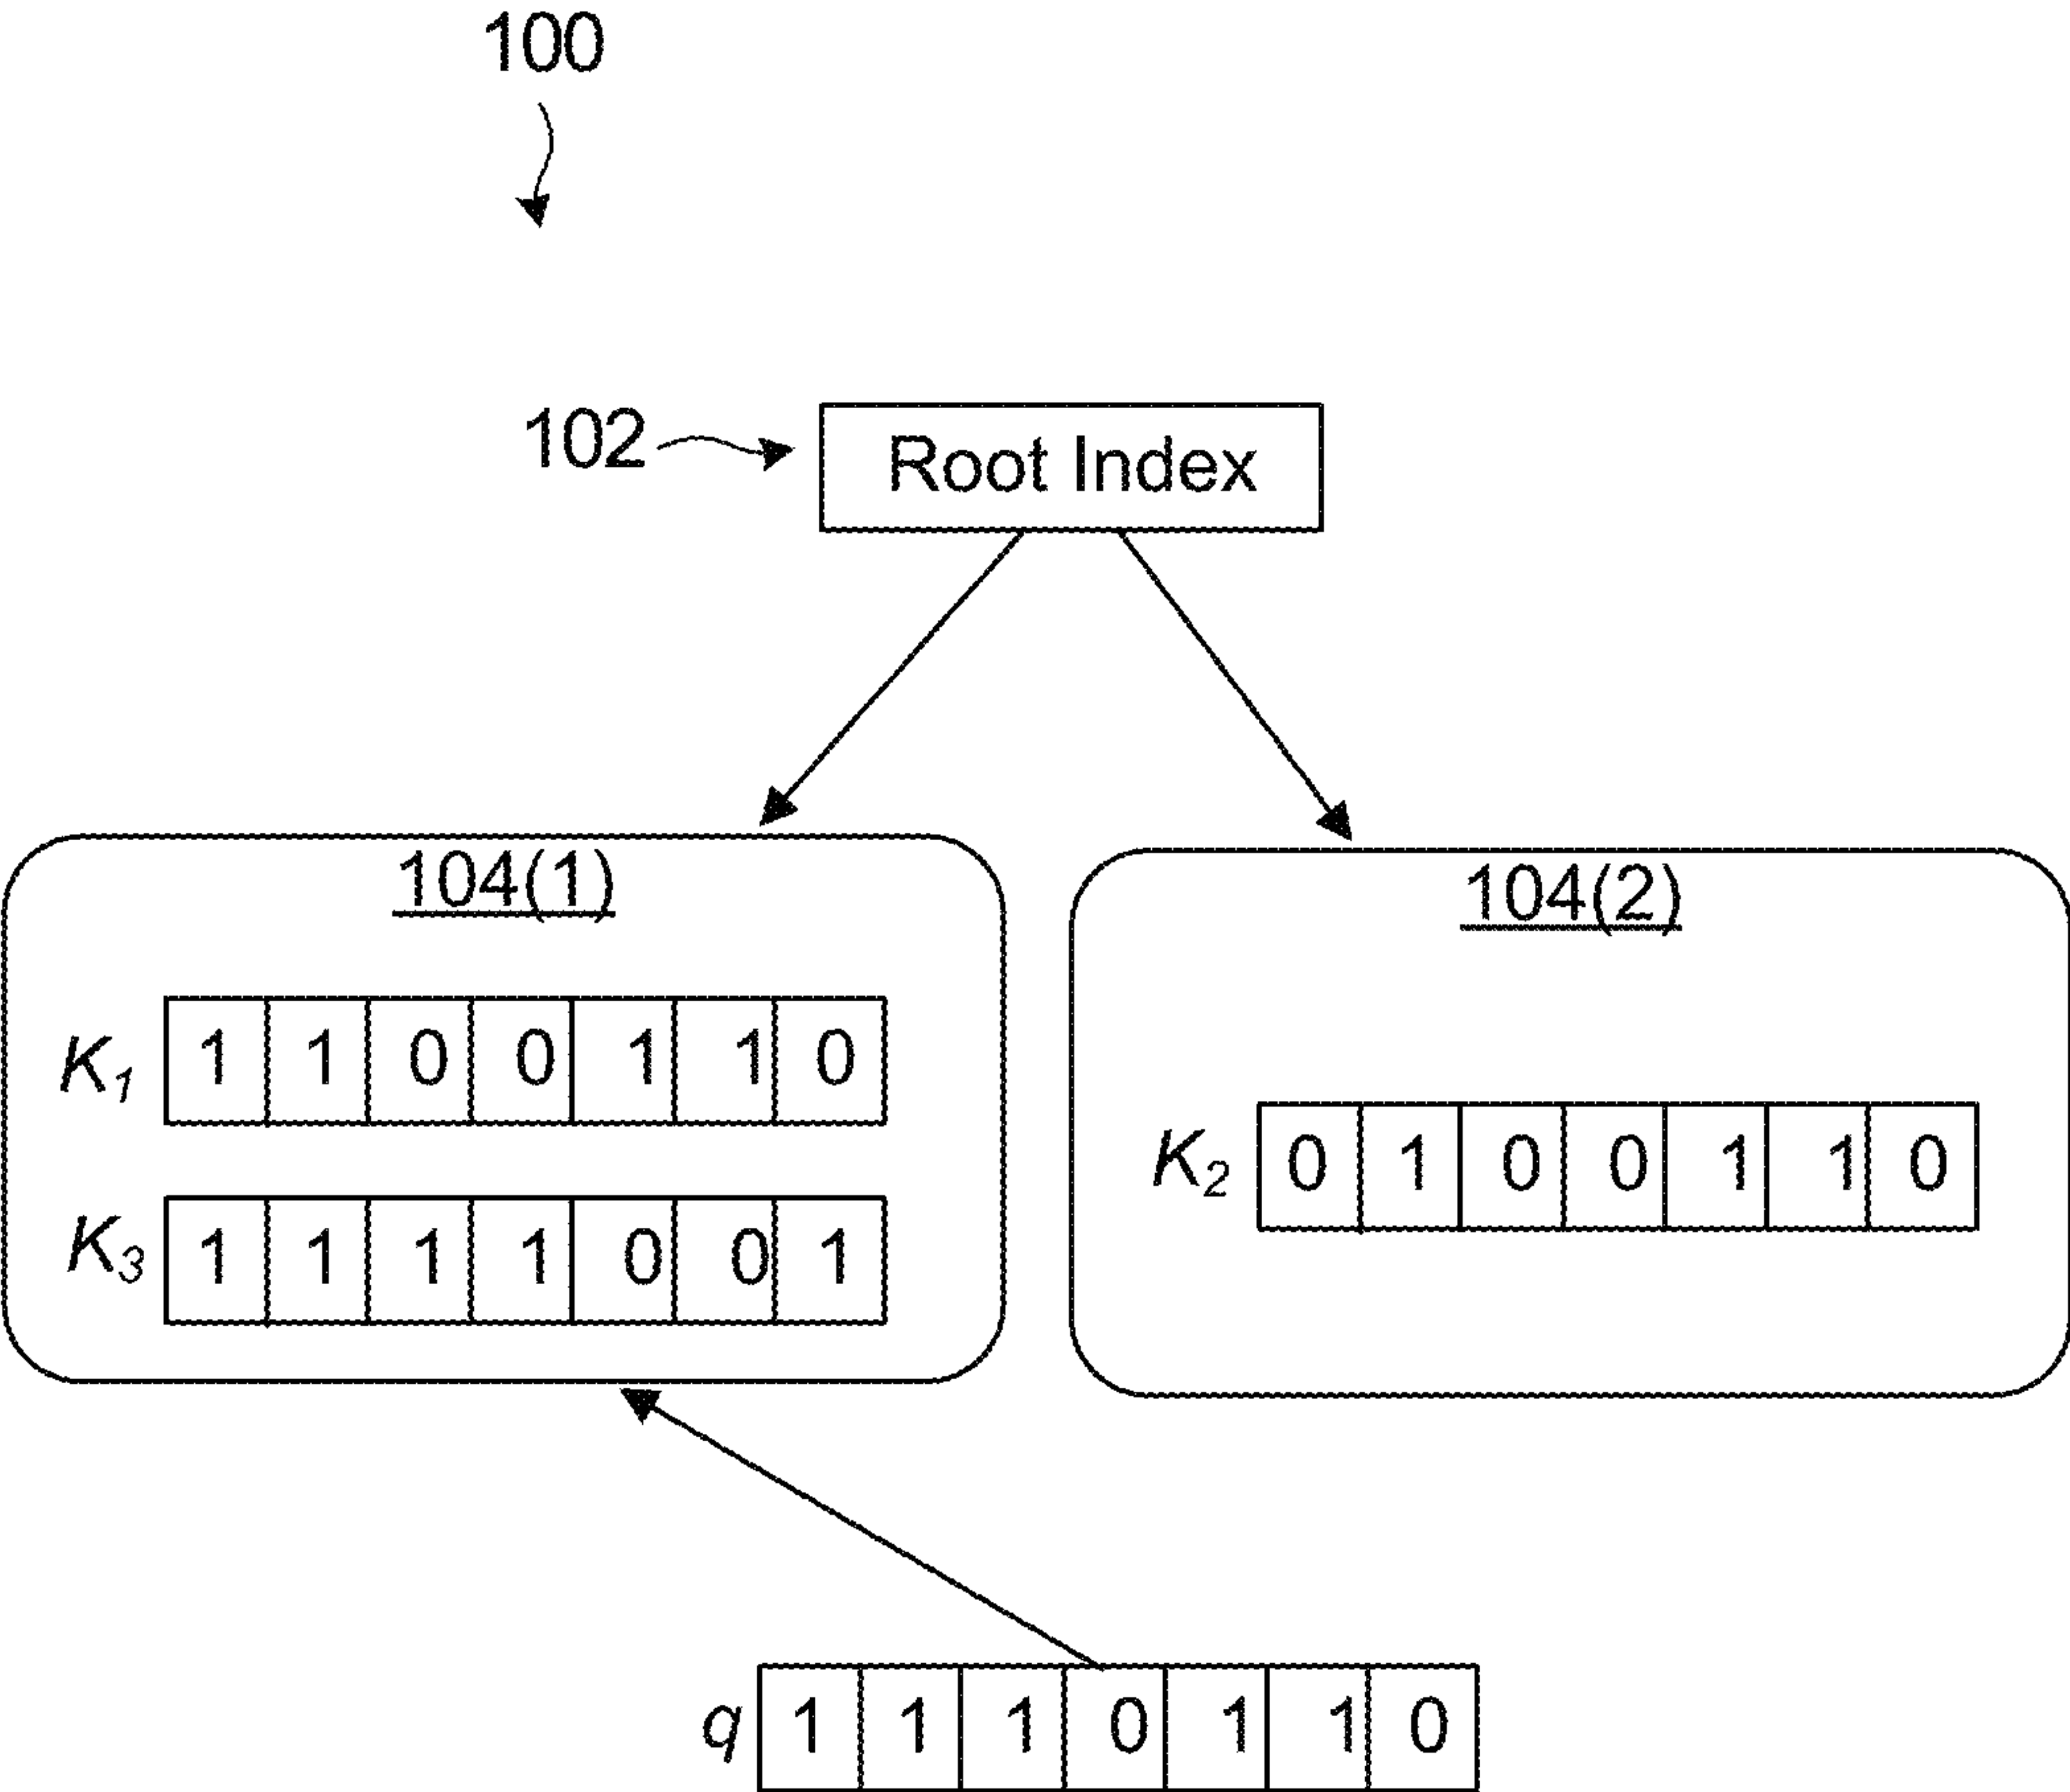 100
102 Root Index
104(1)
104(2)
K1 1 1 0 0 1 1 0
K2 0 1 0 0 1 1 0
K3 1 1 1 1 0 0 1
q 1 1 1 0 1 1 0